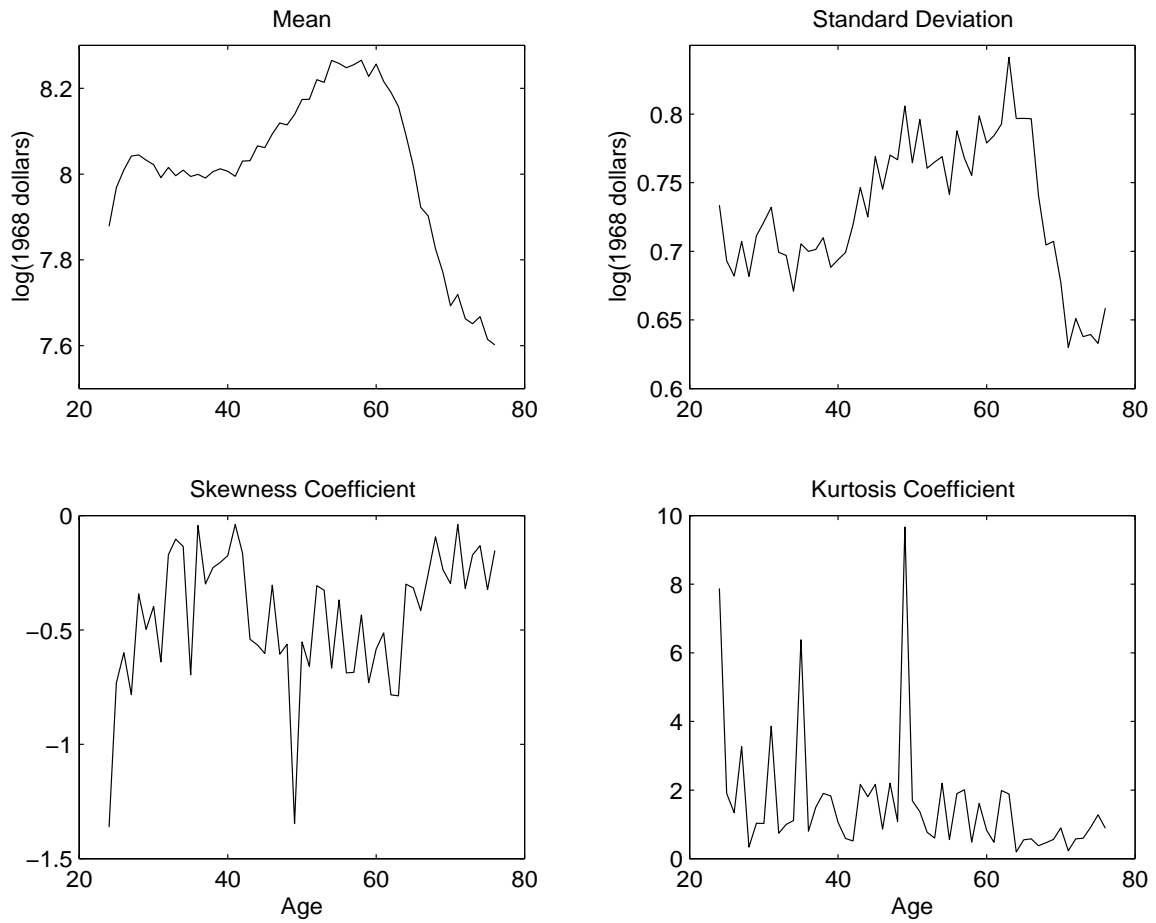 Mean
log(1968 dollars)
8.2
8
7.8
7.6
20 40 60 80
Standard Deviation
log(1968 dollars)
0.8
0.75
0.7
0.65
0.6
20 40 60 80
Skewness Coefficient
0
−0.5
−1
−1.5
20 40 60 80
Age
Kurtosis Coefficient
10
8
6
4
2
0
20 40 60 80
Age